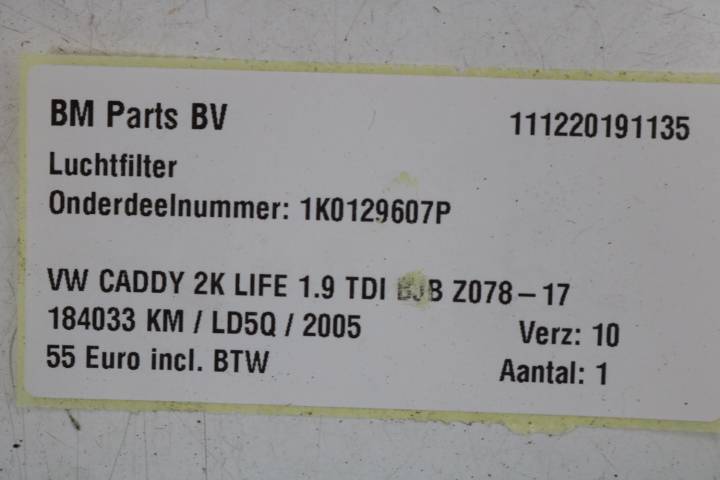 BM Parts BV 111220191135
Luchtfilter
Onderdeelnummer: 1K0129607P
VW CADDY 2K LIFE 1.9 TDI BJB Z078-17
184033 KM / LD5Q / 2005 Verz: 10
55 Euro incl. BTW Aantal: 1